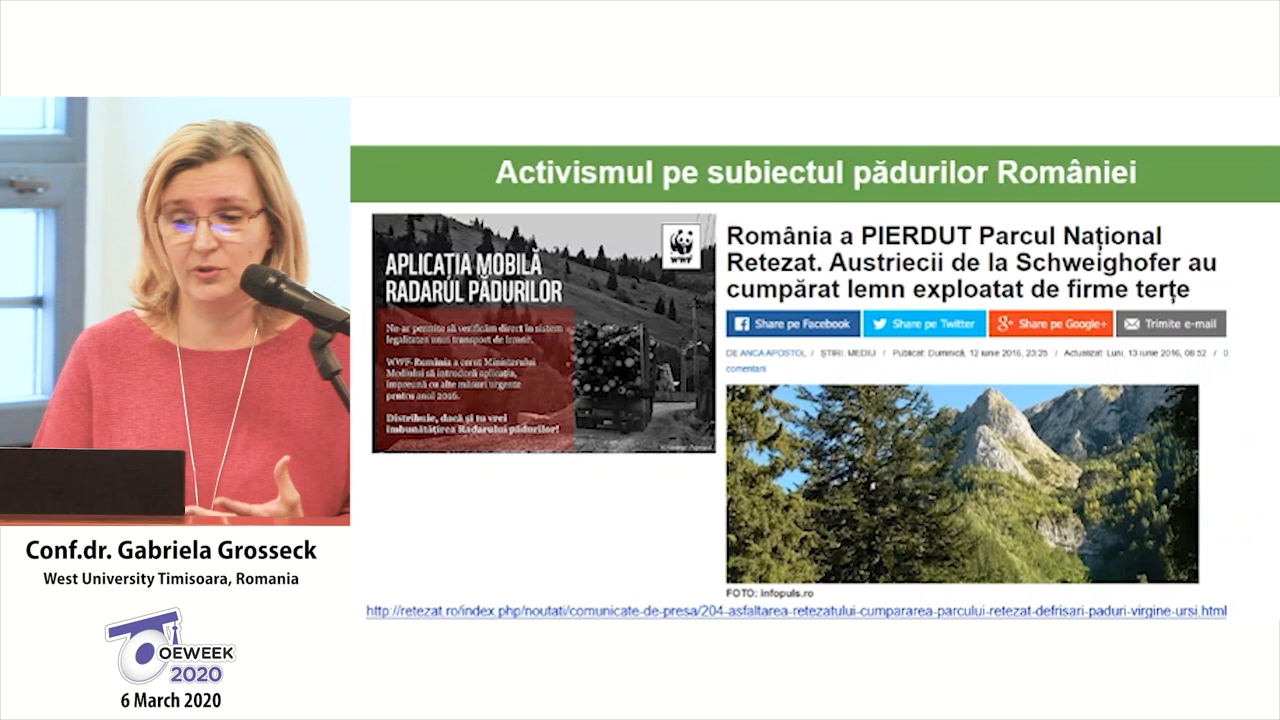 Activismul pe subiectul pădurilor României
WWF
APLICAȚIA MOBILĂ
RADARUL PĂDURILOR
Ne-ar permite să verificăm direct în sistem
legalitatea unui transport de lemne.
WWF-România a cerut Ministerului
Mediului să introducă aplicația,
împreună cu alte măsuri urgente
pentru anul 2016.
Distribuie, dacă și tu vrei
îmbunătățirea Radarului pădurilor!
România a PIERDUT Parcul Național
Retezat. Austriecii de la Schweighofer au
cumpărat lemn exploatat de firme terțe
Share pe Facebook
Share pe Twitter
Share pe Google+
Trimite e-mail
DE ANCA APOSTOL / ȘTIRI, MEDIU / Publicat: Duminică, 12 iunie 2016, 23:25 / Actualizat: Luni, 13 iunie 2016, 08:52 / 0
comentarii
FOTO: infopuls.ro
http://retezat.ro/index.php/noutati/comunicate-de-presa/204-asfaltarea-retezatului-cumpararea-parcului-retezat-defrisari-paduri-virgine-ursi.html
Conf.dr. Gabriela Grosseck
West University Timisoara, Romania
OEWEEK
2020
6 March 2020